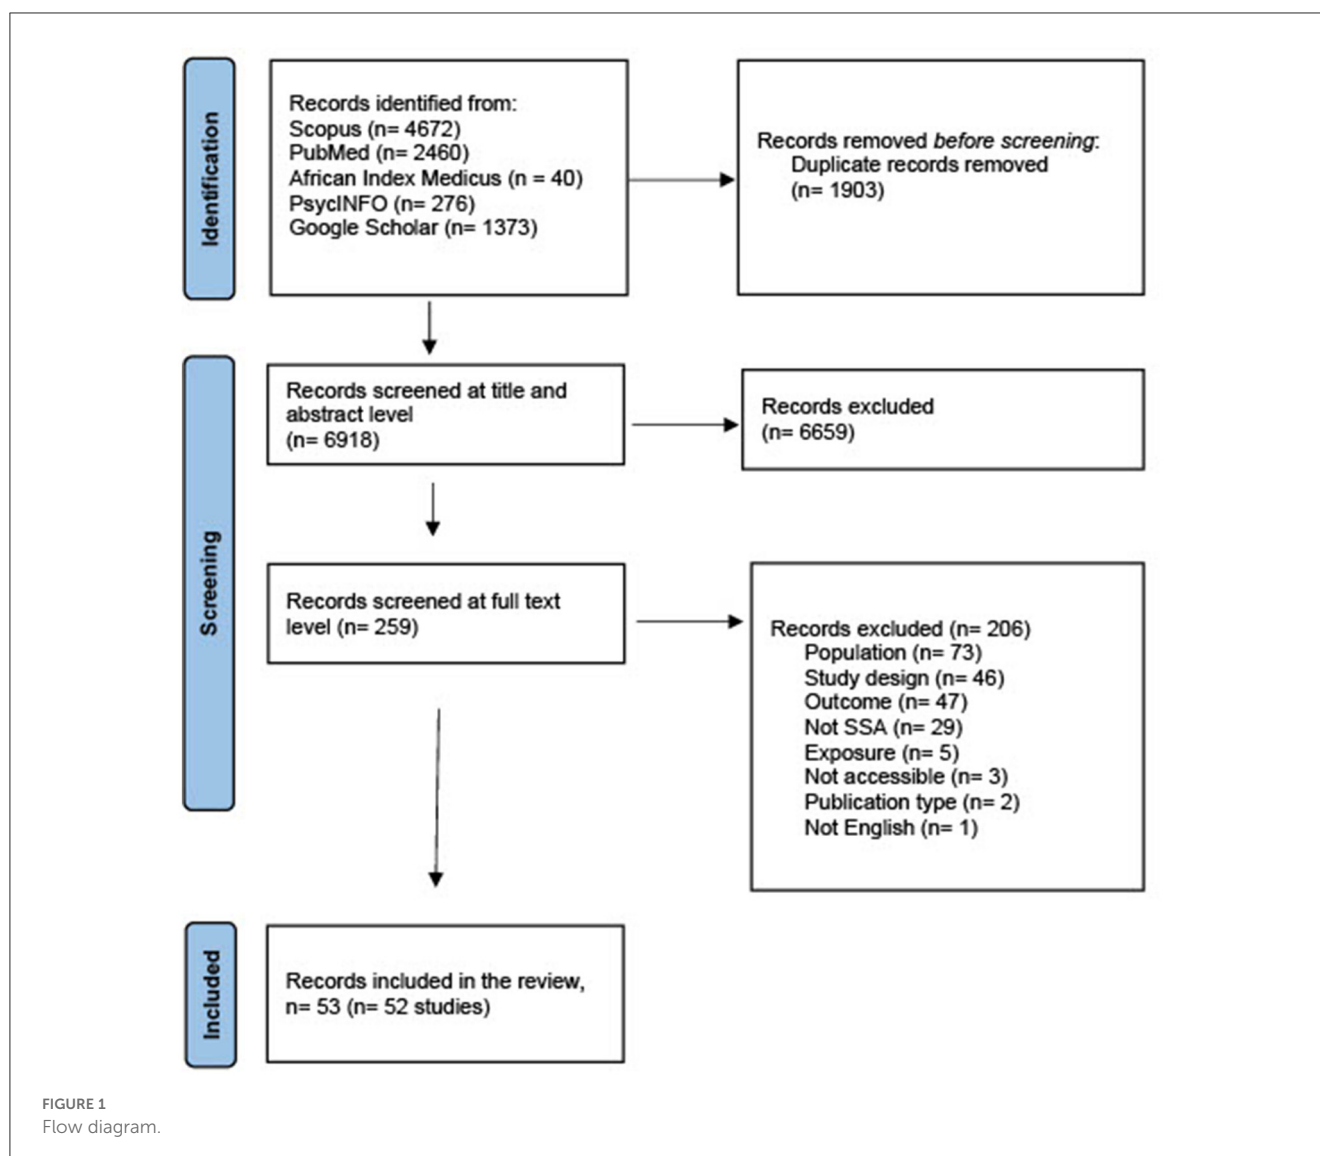 Identification
Records identified from:
Scopus (n= 4672)
PubMed (n= 2460)
African Index Medicus (n = 40)
PsycINFO (n= 276)
Google Scholar (n= 1373)
Records removed before screening:
Duplicate records removed
(n= 1903)
Screening
Records screened at title and
abstract level
(n= 6918)
Records excluded
(n= 6659)
Records screened at full text
level (n= 259)
Records excluded (n= 206)
Population (n= 73)
Study design (n= 46)
Outcome (n= 47)
Not SSA (n= 29)
Exposure (n= 5)
Not accessible (n= 3)
Publication type (n= 2)
Not English (n= 1)
Included
Records included in the review,
n= 53 (n= 52 studies)
FIGURE 1
Flow diagram.